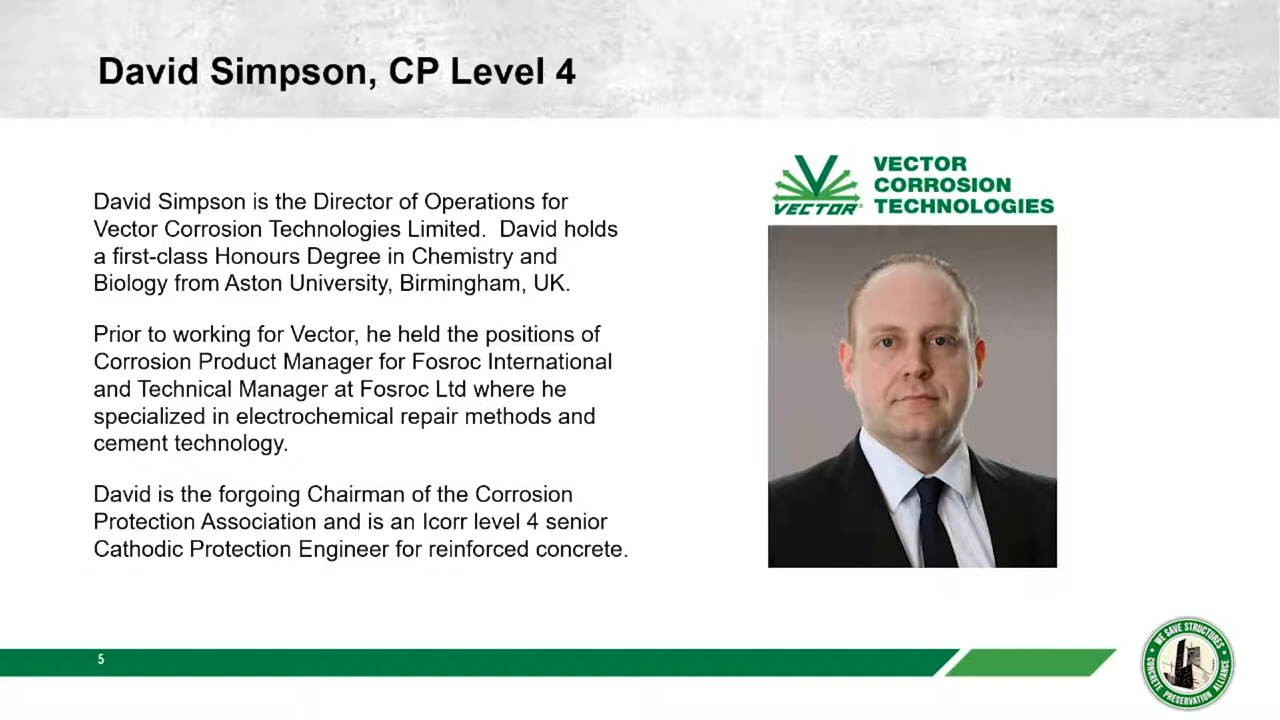 David Simpson, CP Level 4
David Simpson is the Director of Operations for
Vector Corrosion Technologies Limited.  David holds
a first-class Honours Degree in Chemistry and
Biology from Aston University, Birmingham, UK.
Prior to working for Vector, he held the positions of
Corrosion Product Manager for Fosroc International
and Technical Manager at Fosroc Ltd where he
specialized in electrochemical repair methods and
cement technology.
David is the forgoing Chairman of the Corrosion
Protection Association and is an Icorr level 4 senior
Cathodic Protection Engineer for reinforced concrete.
VECTOR®
VECTOR
CORROSION
TECHNOLOGIES
5
WE SAVE STRUCTURES
CONCRETE PRESERVATION ALLIANCE